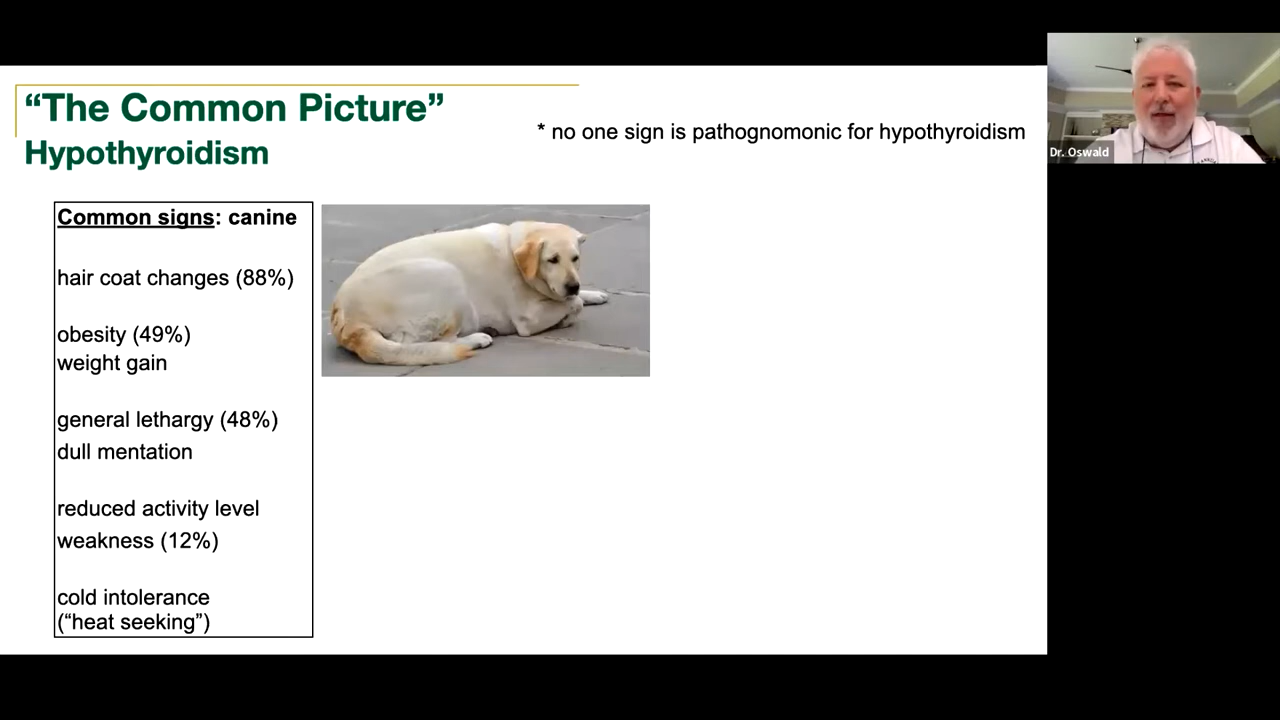 “The Common Picture”
Hypothyroidism
* no one sign is pathognomonic for hypothyroidism
Dr. Oswald
Common signs: canine
hair coat changes (88%)
obesity (49%)
weight gain
general lethargy (48%)
dull mentation
reduced activity level
weakness (12%)
cold intolerance
(“heat seeking”)